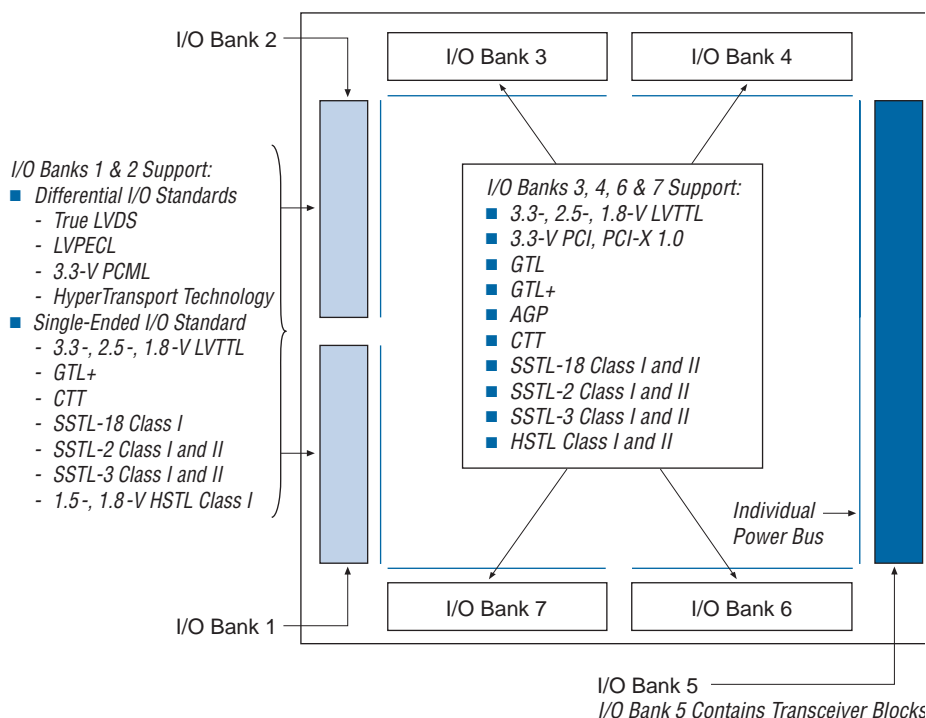 I/O Bank 2
I/O Bank 3
I/O Bank 4
I/O Banks 1 & 2 Support:
■ Differential I/O Standards
- True LVDS
- LVPECL
- 3.3-V PCML
- HyperTransport Technology
■ Single-Ended I/O Standard
- 3.3-, 2.5-, 1.8-V LVTTL
- GTL+
- CTT
- SSTL-18 Class I
- SSTL-2 Class I and II
- SSTL-3 Class I and II
- 1.5-, 1.8-V HSTL Class I
I/O Banks 3, 4, 6 & 7 Support:
■ 3.3-, 2.5-, 1.8-V LVTTL
■ 3.3-V PCI, PCI-X 1.0
■ GTL
■ GTL+
■ AGP
■ CTT
■ SSTL-18 Class I and II
■ SSTL-2 Class I and II
■ SSTL-3 Class I and II
■ HSTL Class I and II
Individual
Power Bus
I/O Bank 7
I/O Bank 6
I/O Bank 1
I/O Bank 5
I/O Bank 5 Contains Transceiver Blocks